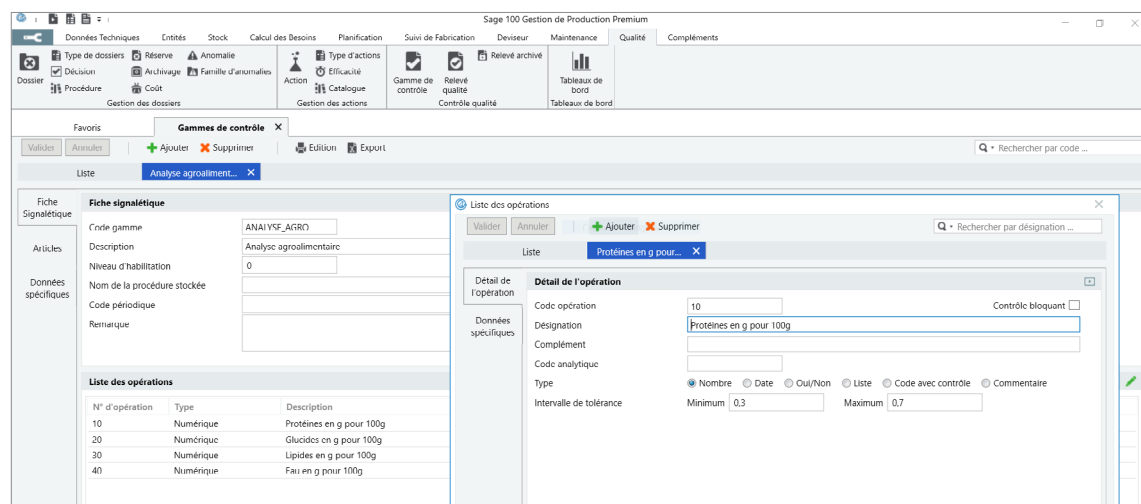 Sage 100 Gestion de Production Premium
Données Techniques Entités Stock Calcul des Besoins Planification Suivi de Fabrication Deviseur Maintenance Qualité Compléments
Dossier
Type de dossiers Réserve Anomalie
Décision Archivage Famille d'anomalies
Procédure Coût
Gestion des dossiers
Action
Type d'actions
Efficacité
Catalogue
Gestion des actions
Gamme de contrôle
Relevé qualité
Relevé archivé
Contrôle qualité
Tableaux de bord
Tableaux de bord
Favoris Gammes de contrôle
Valider Annuler Ajouter Supprimer Edition Export Rechercher par code ...
Liste Analyse agroaliment...
Fiche Signalétique
Articles
Données spécifiques
Fiche signalétique
Code gamme ANALYSE_AGRO
Description Analyse agroalimentaire
Niveau d'habilitation 0
Nom de la procédure stockée
Code périodique
Remarque
Liste des opérations
N° d'opération Type Description
10 Numérique Protéines en g pour 100g
20 Numérique Glucides en g pour 100g
30 Numérique Lipides en g pour 100g
40 Numérique Eau en g pour 100g
Liste des opérations
Valider Annuler Ajouter Supprimer Rechercher par désignation ...
Liste Protéines en g pour...
Détail de l'opération
Données spécifiques
Détail de l'opération
Code opération 10 Contrôle bloquant
Désignation Protéines en g pour 100g
Complément
Code analytique
Type Nombre Date Oui/Non Liste Code avec contrôle Commentaire
Intervalle de tolérance Minimum 0,3 Maximum 0,7